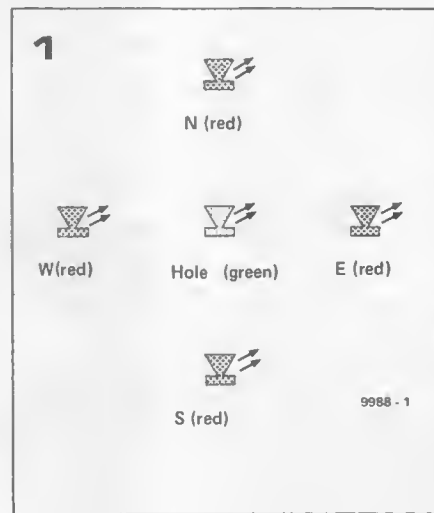 1
N (red)
W(red)
Hole (green)
E (red)
S (red)
9988 - 1